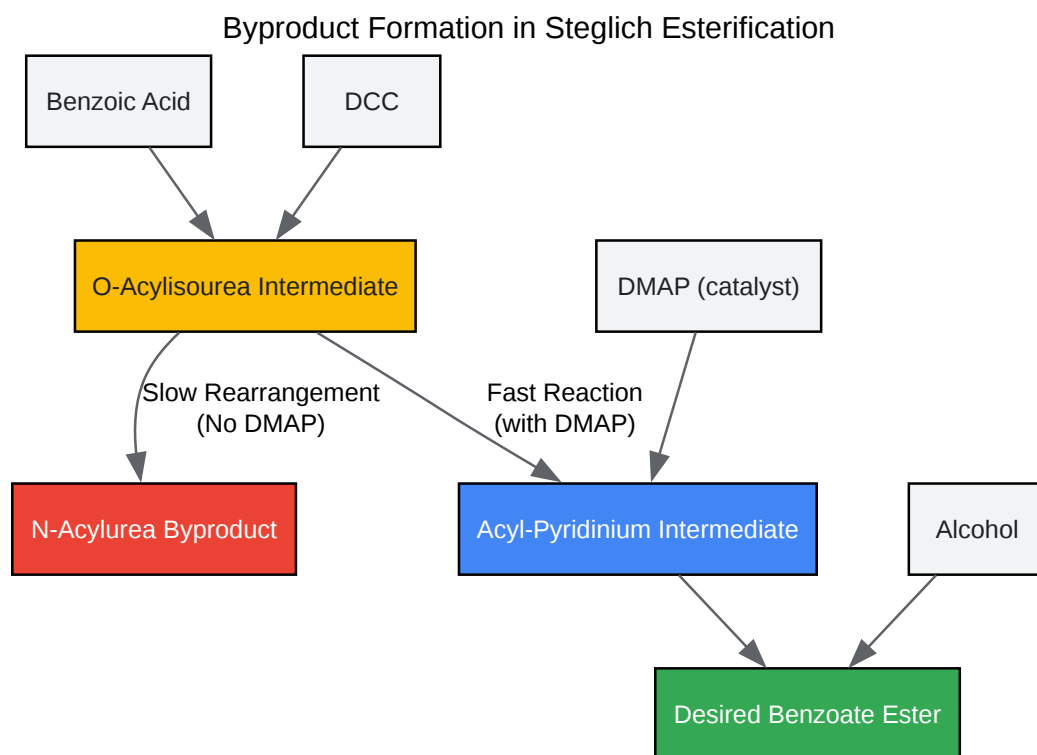 Byproduct Formation in Steglich Esterification
Benzoic Acid
DCC
O-Acylisourea Intermediate
DMAP (catalyst)
Slow Rearrangement
(No DMAP)
Fast Reaction
(with DMAP)
N-Acylurea Byproduct
Acyl-Pyridinium Intermediate
Alcohol
Desired Benzoate Ester